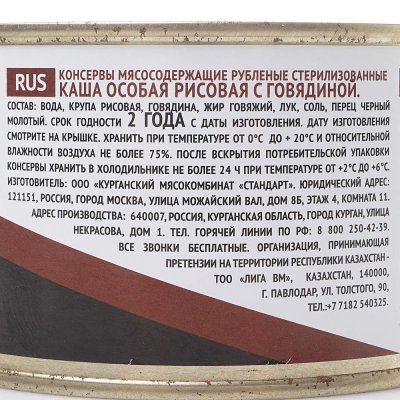 RUS
КОНСЕРВЫ МЯСОСОДЕРЖАЩИЕ РУБЛЕНЫЕ СТЕРИЛИЗОВАННЫЕ
КАША ОСОБАЯ РИСОВАЯ С ГОВЯДИНОЙ.
СОСТАВ: ВОДА, КРУПА РИСОВАЯ, ГОВЯДИНА, ЖИР ГОВЯЖИЙ, ЛУК, СОЛЬ, ПЕРЕЦ ЧЕРНЫЙ
МОЛОТЫЙ. СРОК ГОДНОСТИ 2 ГОДА С ДАТЫ ИЗГОТОВЛЕНИЯ. ДАТУ ИЗГОТОВЛЕНИЯ
СМОТРИТЕ НА КРЫШКЕ. ХРАНИТЬ ПРИ ТЕМПЕРАТУРЕ ОТ 0°C ДО + 20°C И ОТНОСИТЕЛЬНОЙ
ВЛАЖНОСТИ ВОЗДУХА НЕ БОЛЕЕ 75%. ПОСЛЕ ВСКРЫТИЯ ПОТРЕБИТЕЛЬСКОЙ УПАКОВКИ
КОНСЕРВЫ ХРАНИТЬ В ХОЛОДИЛЬНИКЕ НЕ БОЛЕЕ 24 Ч ПРИ ТЕМПЕРАТУРЕ ОТ +2°C ДО +6°C.
ИЗГОТОВИТЕЛЬ: ООО «КУРГАНСКИЙ МЯСОКОМБИНАТ «СТАНДАРТ». ЮРИДИЧЕСКИЙ АДРЕС:
121151, РОССИЯ, ГОРОД МОСКВА, УЛИЦА МОЖАЙСКИЙ ВАЛ, ДОМ 8Б, ЭТАЖ 4, КОМНАТА 11.
АДРЕС ПРОИЗВОДСТВА: 640007, РОССИЯ, КУРГАНСКАЯ ОБЛАСТЬ, ГОРОД КУРГАН, УЛИЦА
НЕКРАСОВА, ДОМ 1. ТЕЛ. ГОРЯЧЕЙ ЛИНИИ ПО РФ: 8 800 250-42-39.
ВСЕ ЗВОНКИ БЕСПЛАТНЫЕ. ОРГАНИЗАЦИЯ, ПРИНИМАЮЩАЯ
ПРЕТЕНЗИИ НА ТЕРРИТОРИИ РЕСПУБЛИКИ КАЗАХСТАН -
ТОО «ЛИГА ВМ», КАЗАХСТАН, 140000,
Г. ПАВЛОДАР, УЛ. ТОЛСТОГО, 90,
ТЕЛ.:+7 7182 540325.